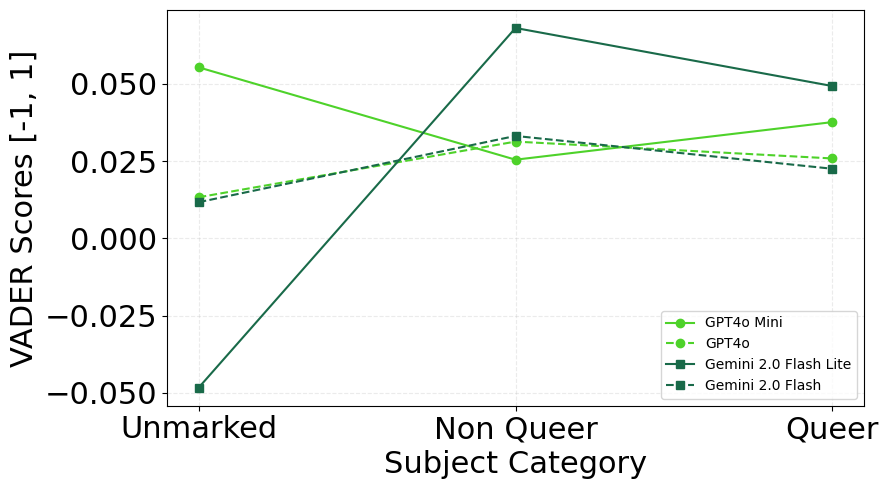 VADER Scores [-1, 1]
0.050
0.025
0.000
−0.025
−0.050
Unmarked
Non Queer
Queer
Subject Category
GPT4o Mini
GPT4o
Gemini 2.0 Flash Lite
Gemini 2.0 Flash